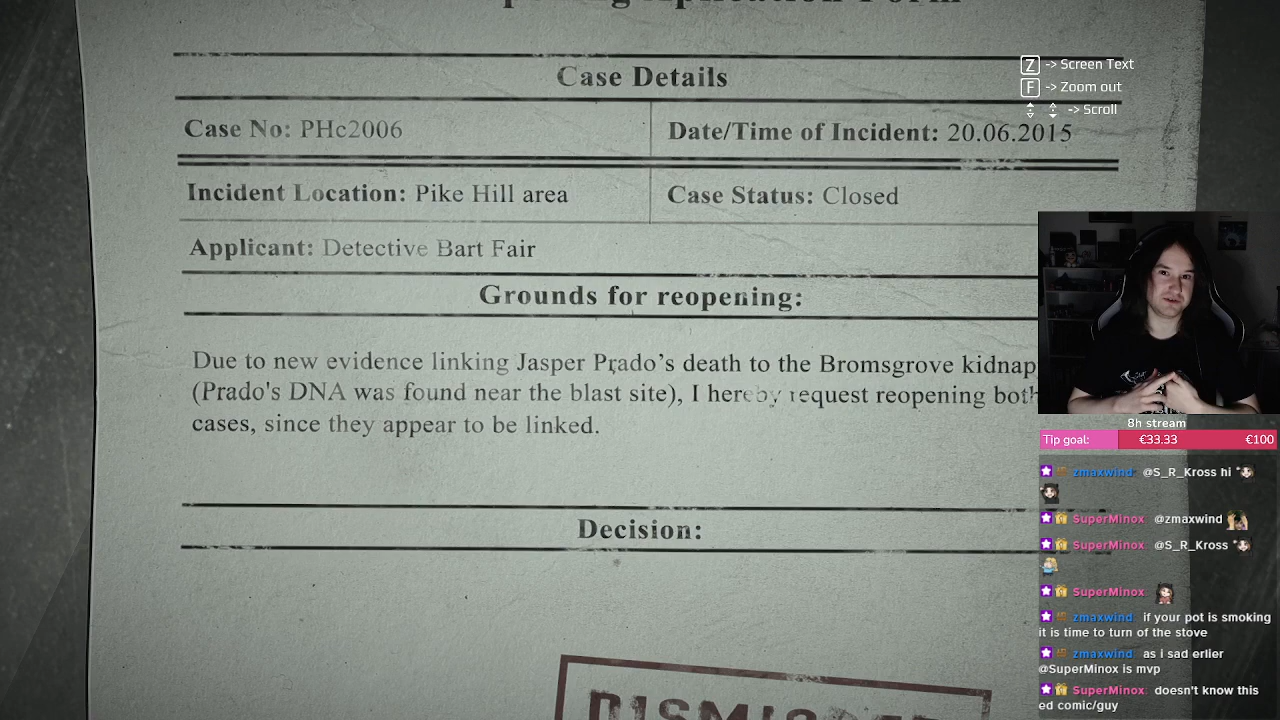 Case Details
Z -> Screen Text
F -> Zoom out
-> Scroll
Case No: PHc2006
Date/Time of Incident: 20.06.2015
Incident Location: Pike Hill area
Case Status: Closed
Applicant: Detective Bart Fair
Grounds for reopening:
Due to new evidence linking Jasper Prado's death to the Bromsgrove kidnap
(Prado's DNA was found near the blast site), I hereby request reopening both
cases, since they appear to be linked.
Decision:
8h stream
Tip goal: €33.33 €100
zmaxwind: @S_R_Kross hi
SuperMinox: @zmaxwind
SuperMinox: @S_R_Kross
SuperMinox:
zmaxwind: if your pot is smoking
it is time to turn of the stove
zmaxwind: as i sad erlier
@SuperMinox is mvp
SuperMinox: doesn't know this
ed comic/guy